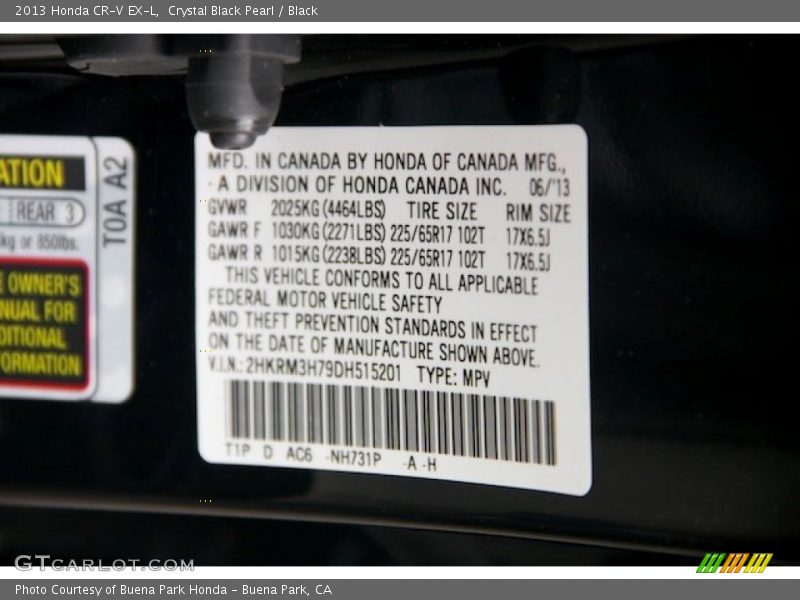 2013 Honda CR-V EX-L, Crystal Black Pearl / Black
ATION
REAR 3
kg or 850lbs.
E OWNER'S
NUAL FOR
DITIONAL
FORMATION
T0A A2
MFD. IN CANADA BY HONDA OF CANADA MFG.,
A DIVISION OF HONDA CANADA INC. 06/'13
GVWR 2025KG(4464LBS) TIRE SIZE RIM SIZE
GAWR F 1030KG(2271LBS) 225/65R17 102T 17X6.5J
GAWR R 1015KG(2238LBS) 225/65R17 102T 17X6.5J
THIS VEHICLE CONFORMS TO ALL APPLICABLE
FEDERAL MOTOR VEHICLE SAFETY
AND THEFT PREVENTION STANDARDS IN EFFECT
ON THE DATE OF MANUFACTURE SHOWN ABOVE.
V.I.N.: 2HKRM3H79DH515201 TYPE: MPV
T1P D AC6 -NH731P -A -H
GTCARLOT.COM
Photo Courtesy of Buena Park Honda - Buena Park, CA